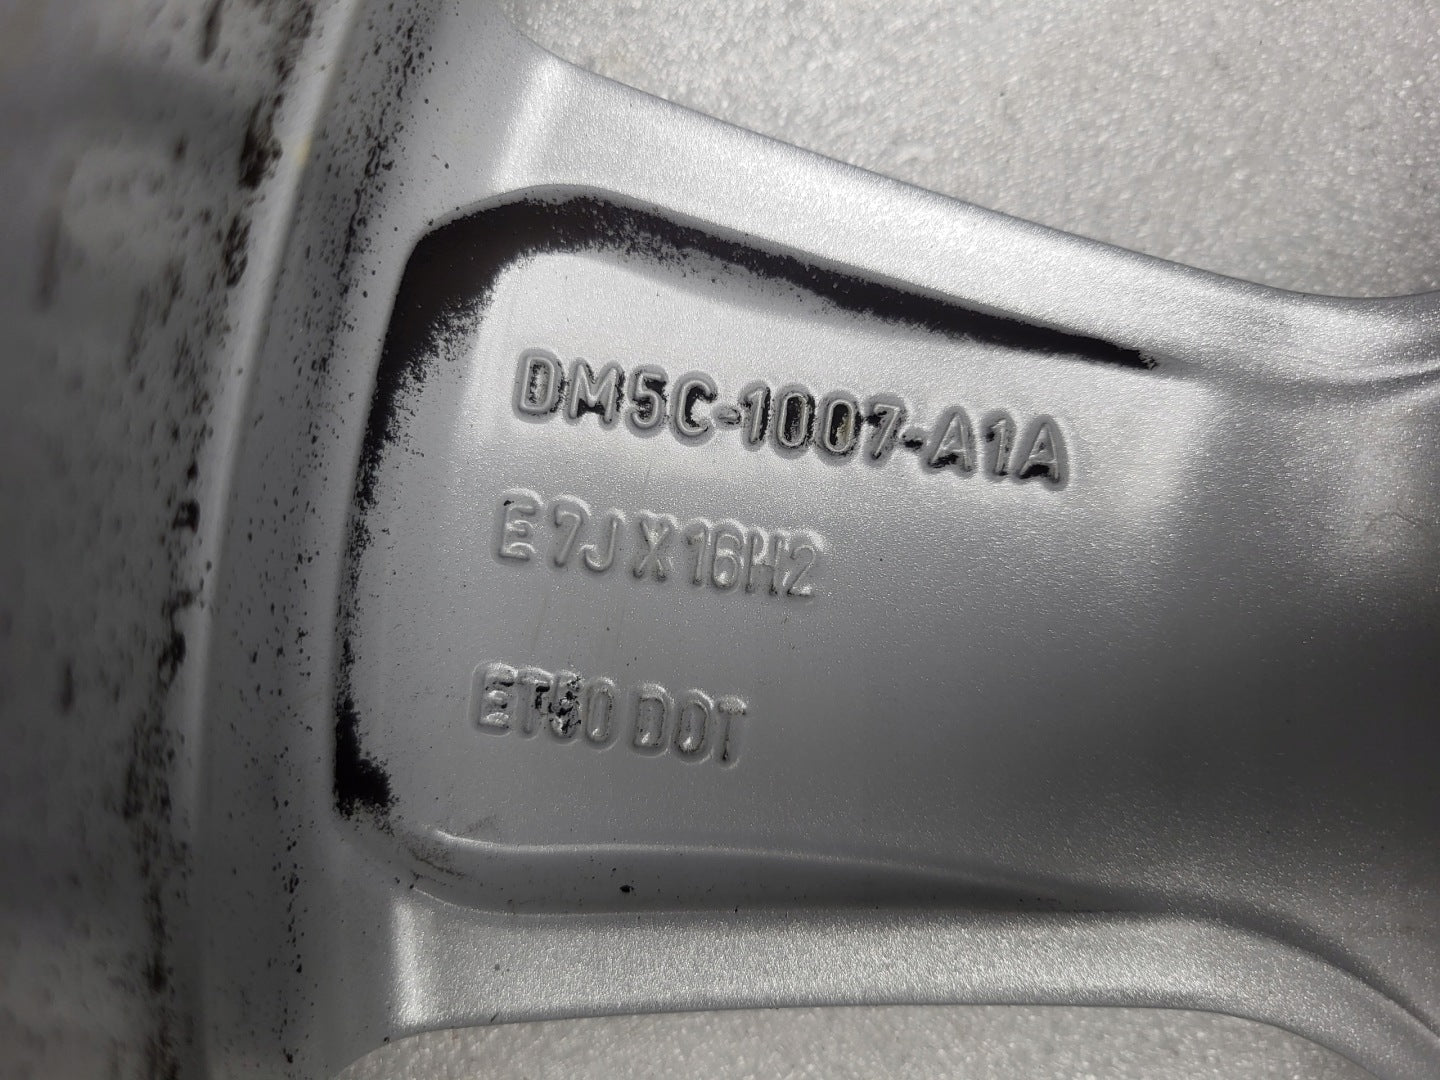 DM5C-1007-A1A
E 7J X 16H2
ET50 DOT